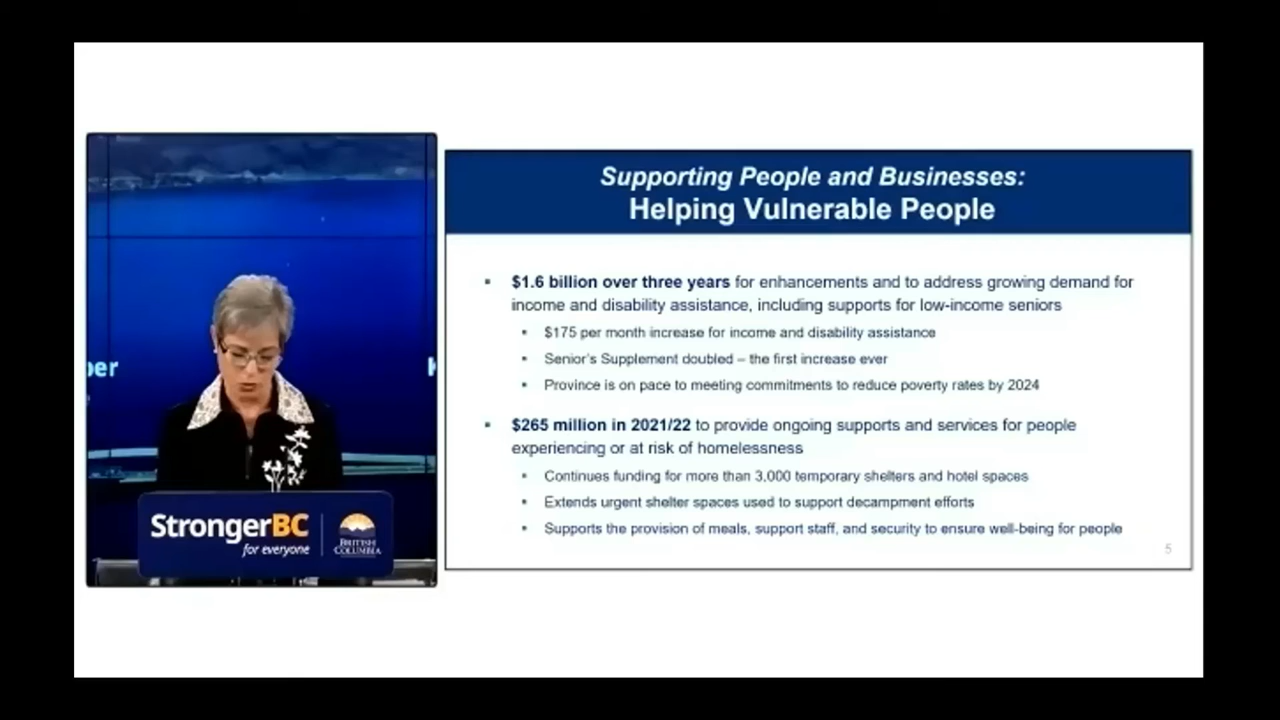 Supporting People and Businesses:
Helping Vulnerable People
▪ $1.6 billion over three years for enhancements and to address growing demand for
income and disability assistance, including supports for low-income seniors
▪ $175 per month increase for income and disability assistance
▪ Senior's Supplement doubled – the first increase ever
▪ Province is on pace to meeting commitments to reduce poverty rates by 2024
▪ $265 million in 2021/22 to provide ongoing supports and services for people
experiencing or at risk of homelessness
▪ Continues funding for more than 3,000 temporary shelters and hotel spaces
▪ Extends urgent shelter spaces used to support decampment efforts
▪ Supports the provision of meals, support staff, and security to ensure well-being for people
5
StrongerBC
for everyone
BRITISH
COLUMBIA